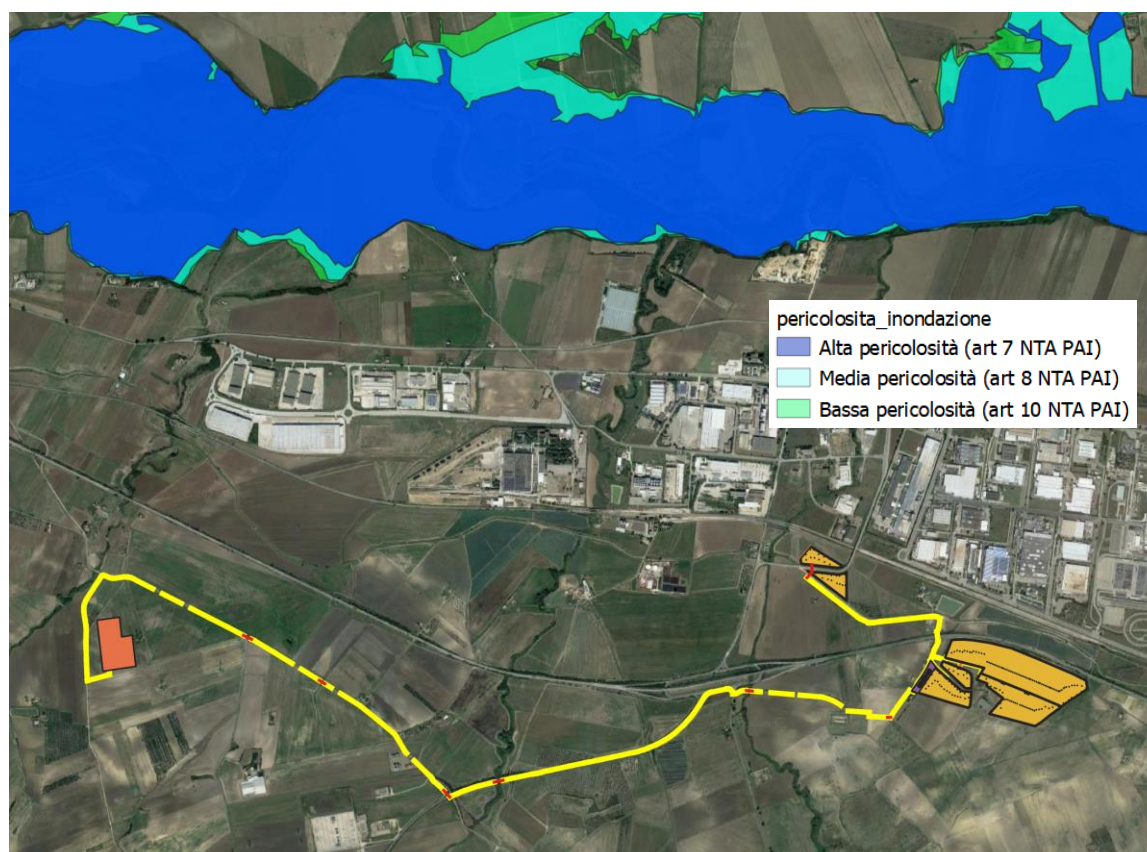 pericolosita_inondazione
Alta pericolosità (art 7 NTA PAI)
Media pericolosità (art 8 NTA PAI)
Bassa pericolosità (art 10 NTA PAI)